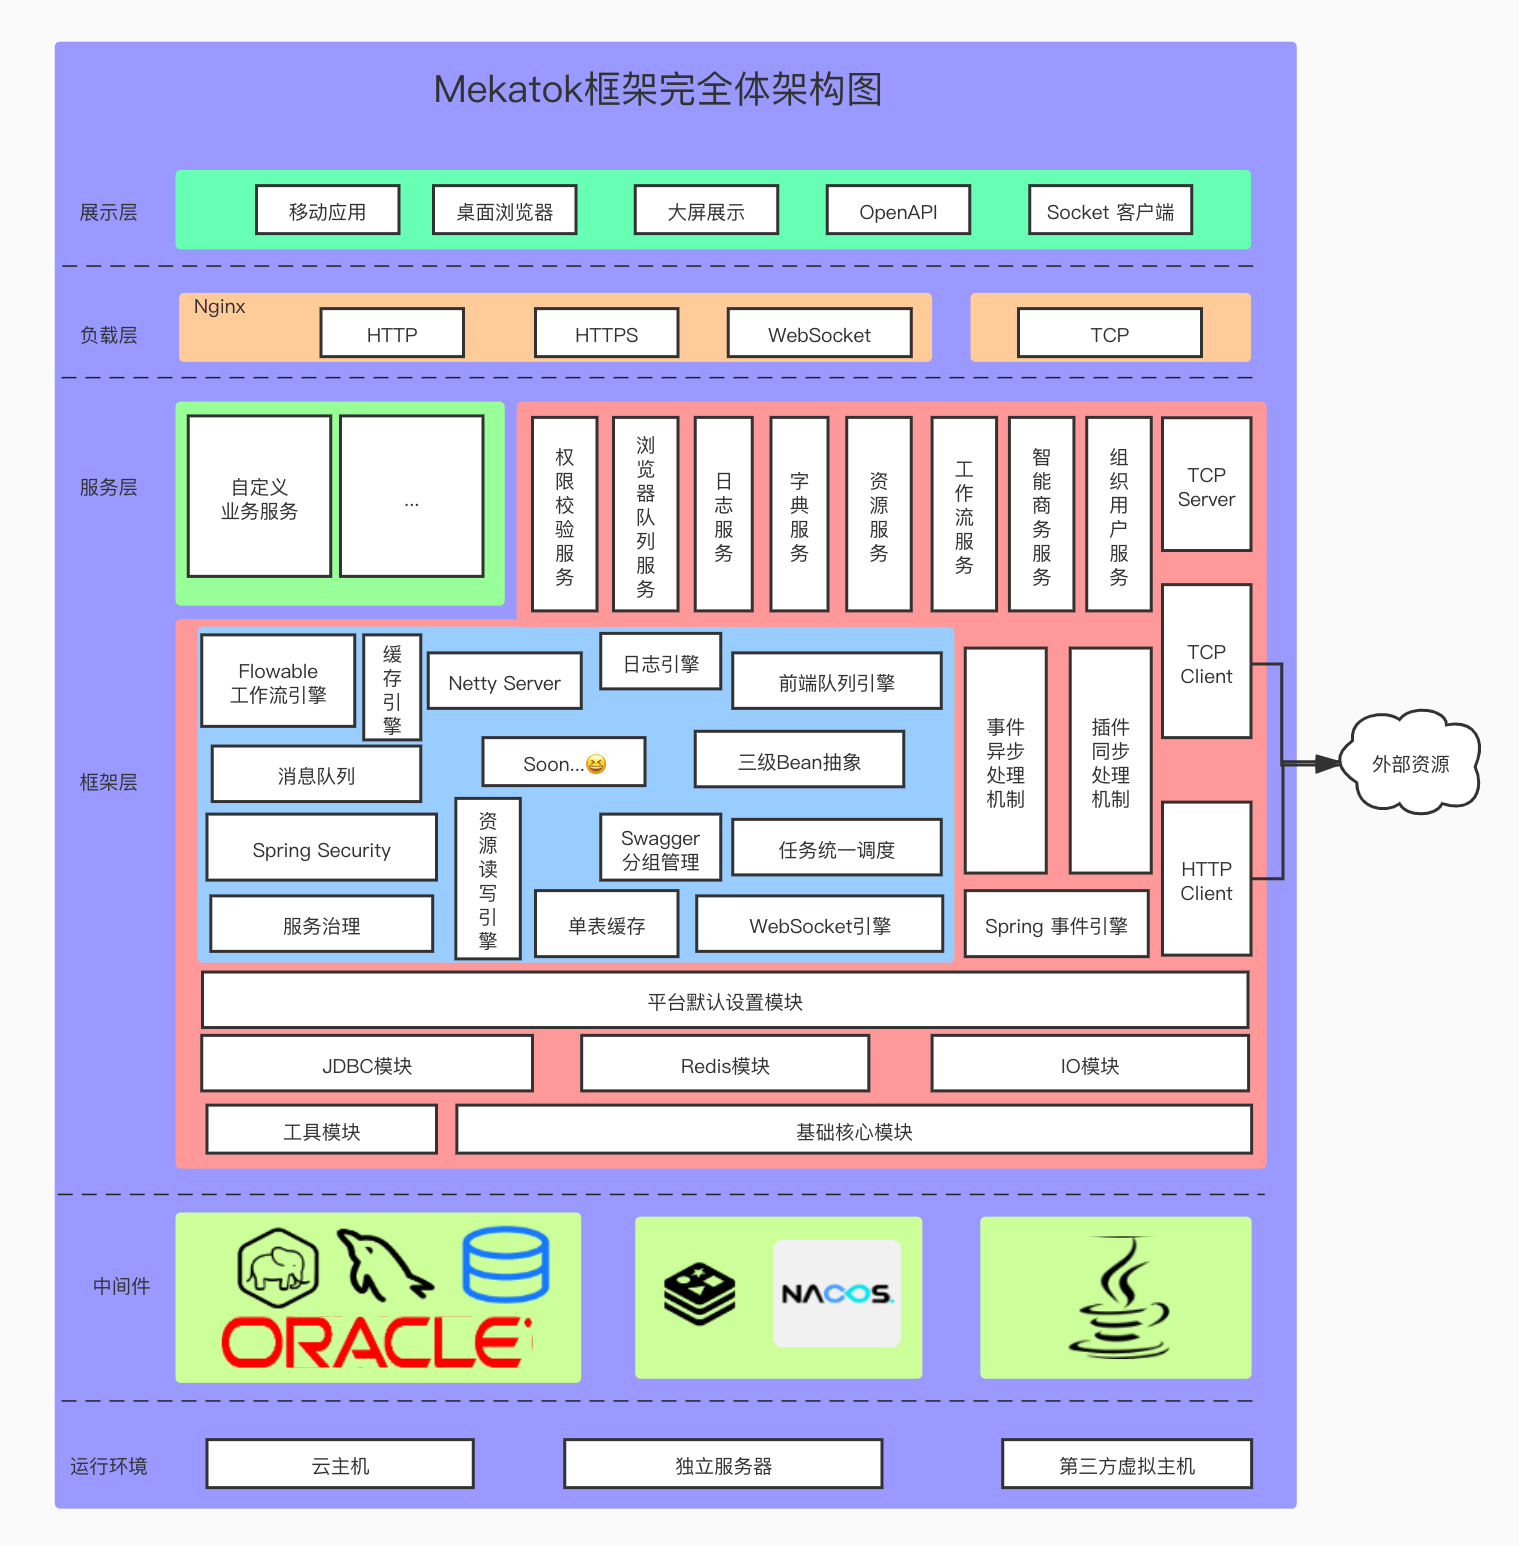 Mekatok框架完全体架构图
展示层
移动应用
桌面浏览器
大屏展示
OpenAPI
Socket 客户端
负载层
Nginx
HTTP
HTTPS
WebSocket
TCP
服务层
自定义
业务服务
...
权限校验服务
浏览器队列服务
日志服务
字典服务
资源服务
工作流服务
智能商务服务
组织用户服务
TCP
Server
TCP
Client
HTTP
Client
外部资源
框架层
Flowable
工作流引擎
缓存引擎
Netty Server
日志引擎
前端队列引擎
消息队列
Soon...😆
三级Bean抽象
Spring Security
资源读写引擎
Swagger
分组管理
任务统一调度
服务治理
单表缓存
WebSocket引擎
事件
异步
处理
机制
插件
同步
处理
机制
Spring 事件引擎
平台默认设置模块
JDBC模块
Redis模块
IO模块
工具模块
基础核心模块
中间件
ORACLE
NACOS.
运行环境
云主机
独立服务器
第三方虚拟主机